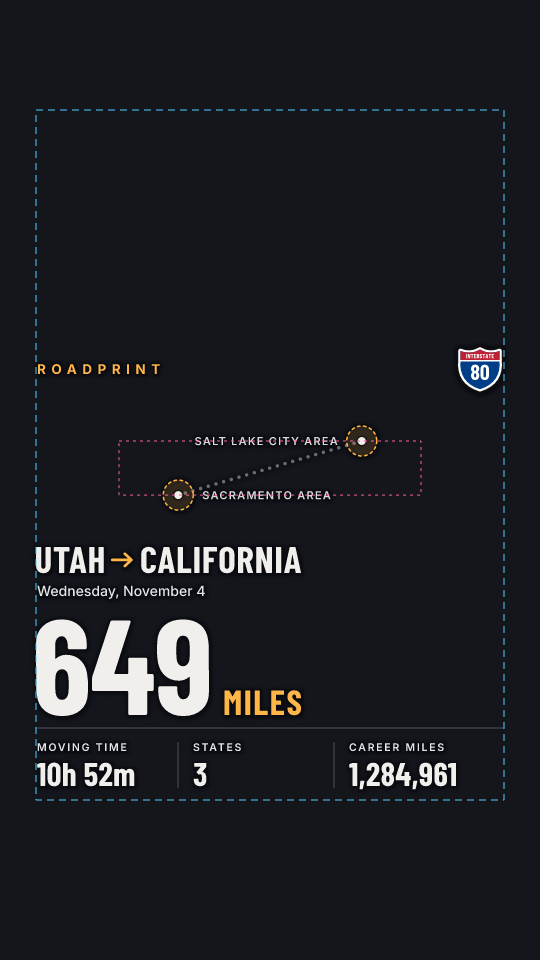 ROADPRINT
INTERSTATE
80
SALT LAKE CITY AREA
SACRAMENTO AREA
UTAH → CALIFORNIA
Wednesday, November 4
649 MILES
MOVING TIME STATES CAREER MILES
10h 52m 3 1,284,961